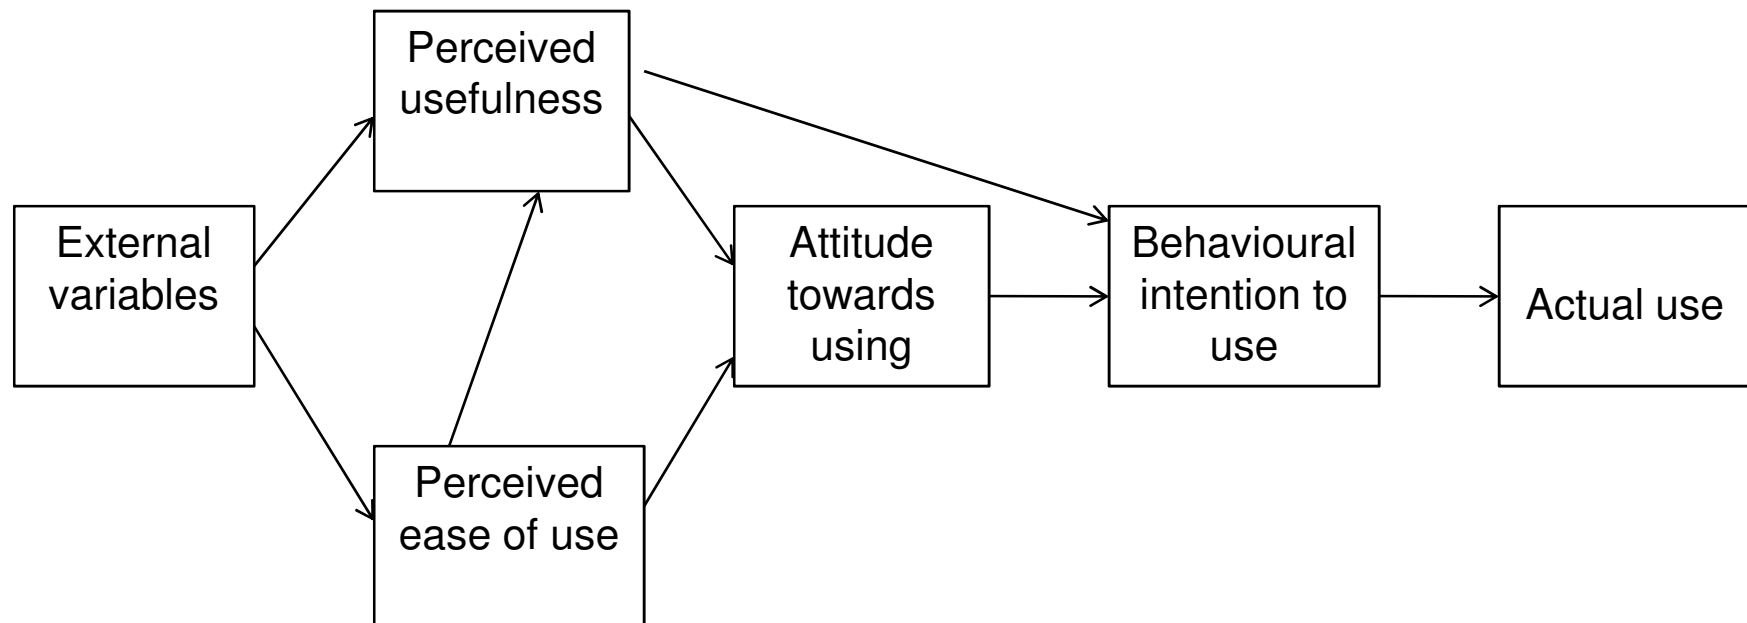 Perceived
usefulness
External
variables
Attitude
towards
using
Behavioural
intention to
use
Actual use
Perceived
ease of use